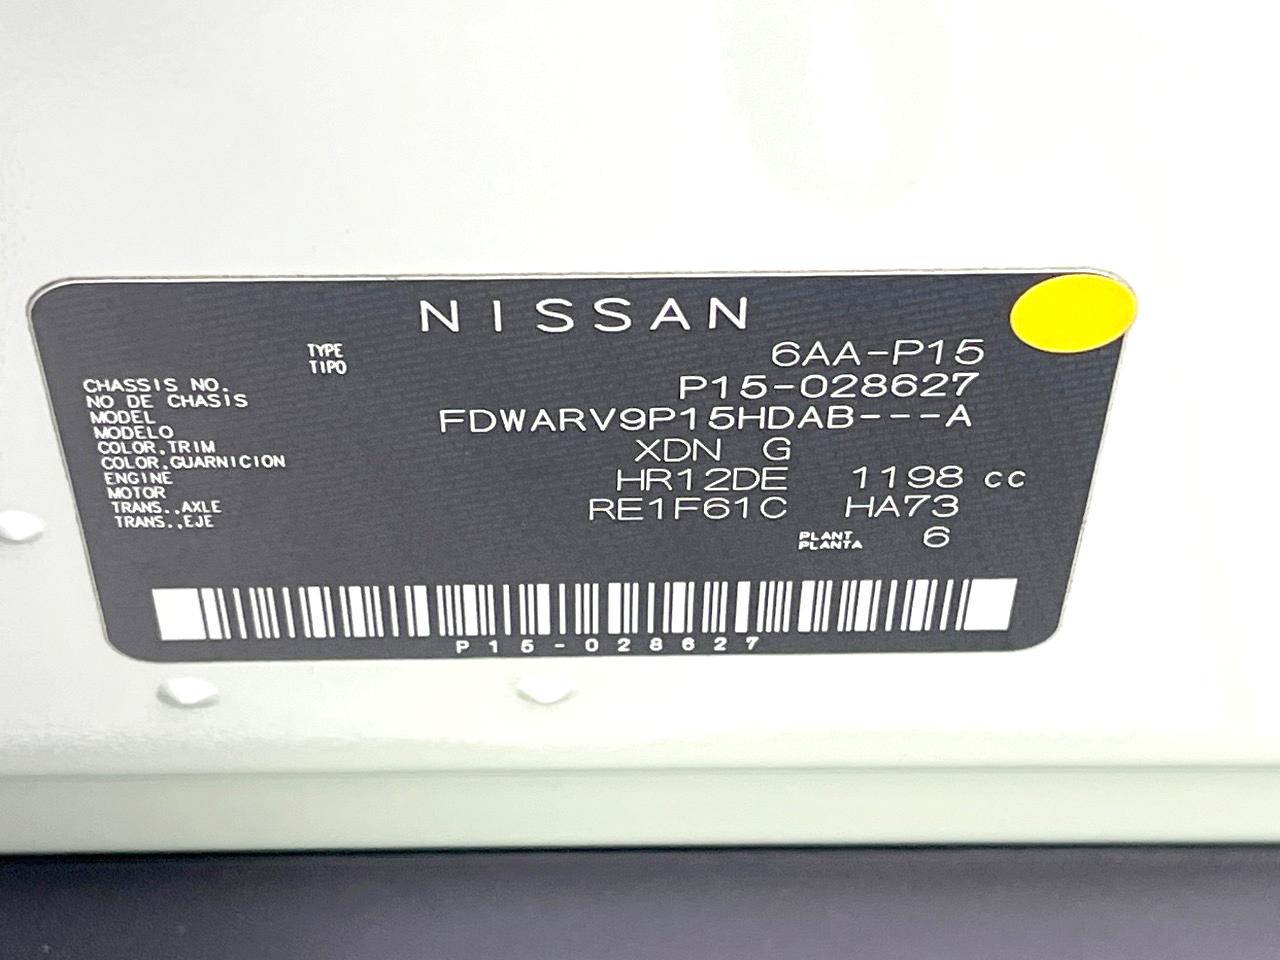 NISSAN
TYPE
TIPO
6AA-P15
CHASSIS NO.
NO DE CHASIS
P15-028627
MODEL
MODELO
FDWARV9P15HDAB---A
COLOR,TRIM
COLOR,GUARNICION
XDN G
ENGINE
MOTOR
HR12DE 1198 cc
TRANS.,AXLE
TRANS.,EJE
RE1F61C HA73
PLANT
PLANTA
6
P15-028627